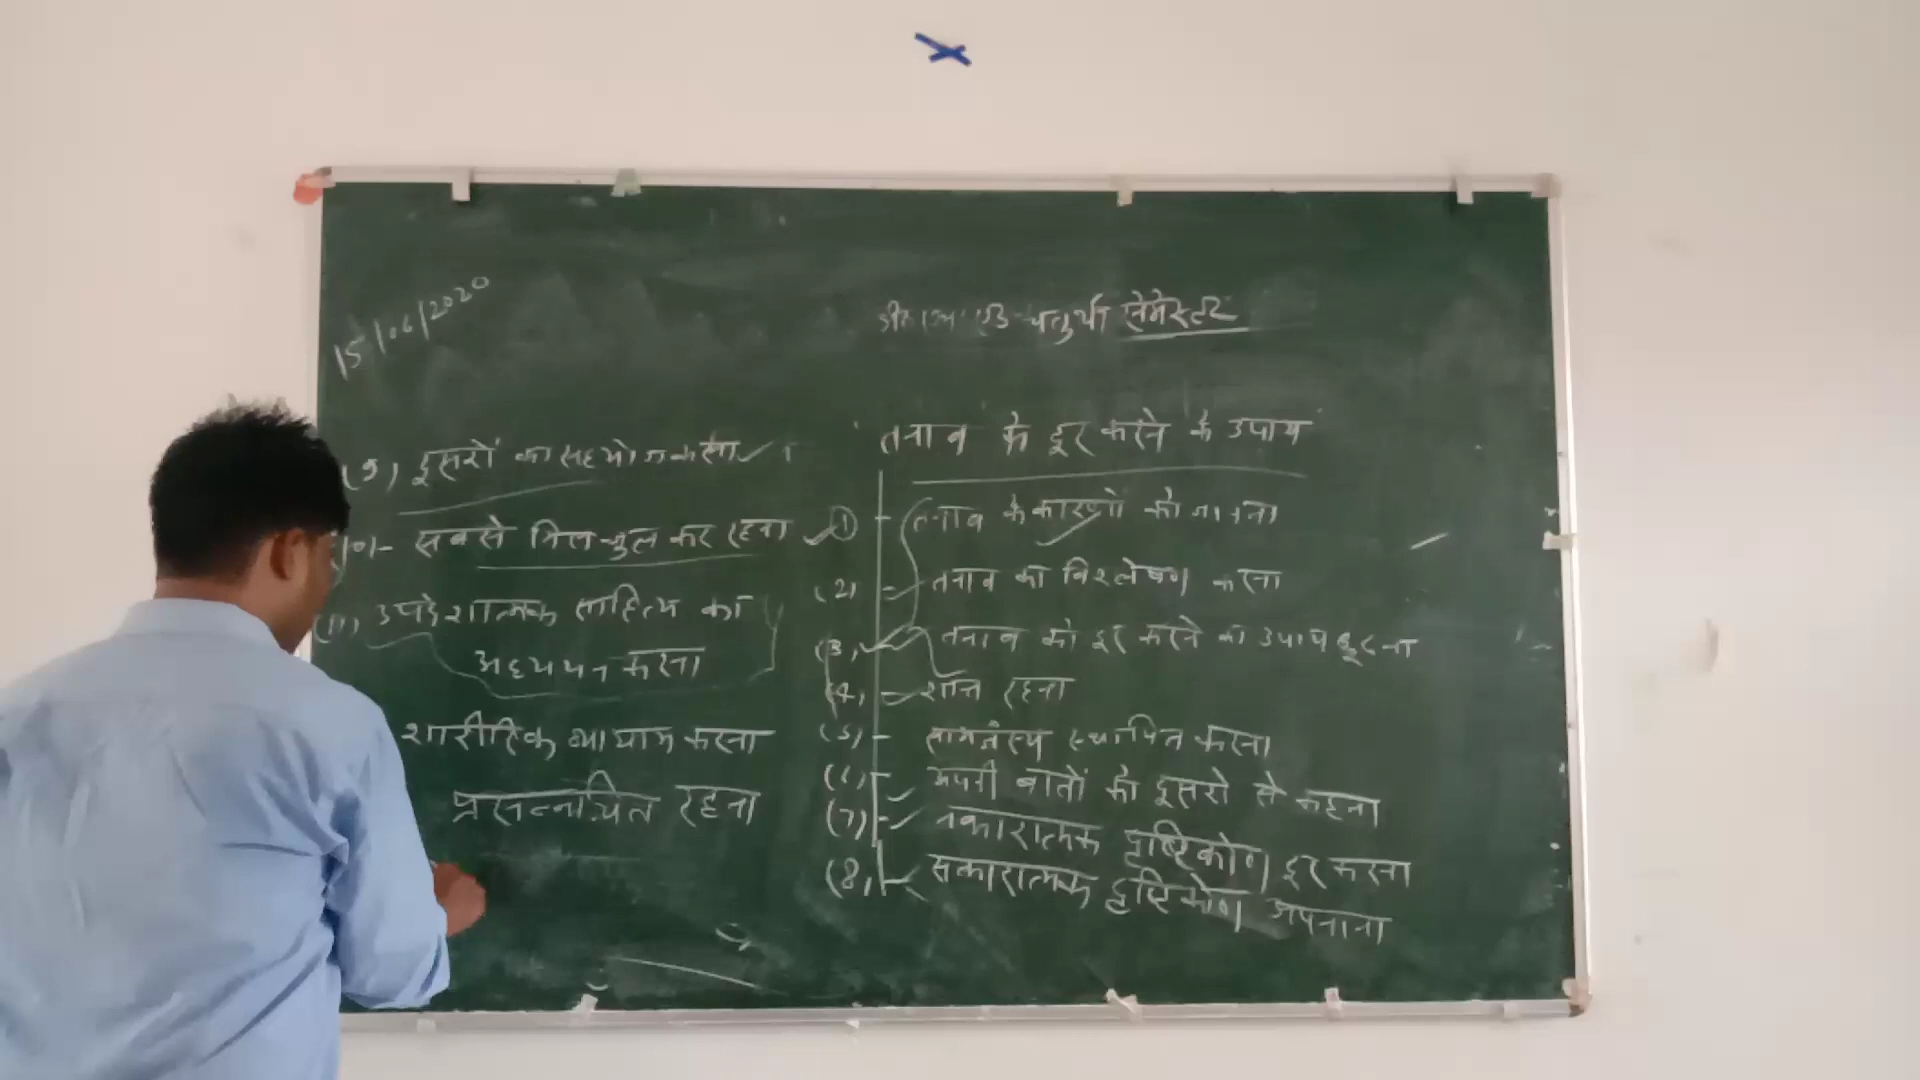 15/06/2020
चतुर्थ सेमेस्टर
तनाव के दूर करने के उपाय
(1) - तनाव के कारणों को जानना
(2) - तनाव का विश्लेषण करना
(3) तनाव को दूर करने का उपाय ढूढना
(4) - शान्त रहना
(5) - सामजंस्य स्थापित करना
(6) - अपनी बातों को दूसरो से कहना
(7) - नकारात्मक दृष्टिकोण दूर करना
(8) - सकारात्मक दृष्टिकोण अपनाना
(9) दूसरों का सहयोग करना
(10) - सबसे मिल-जुल कर रहना
(11) उपदेशात्मक साहित्य का
अध्ययन करना
शारीरिक व्यायाम करना
प्रसन्नचित रहना